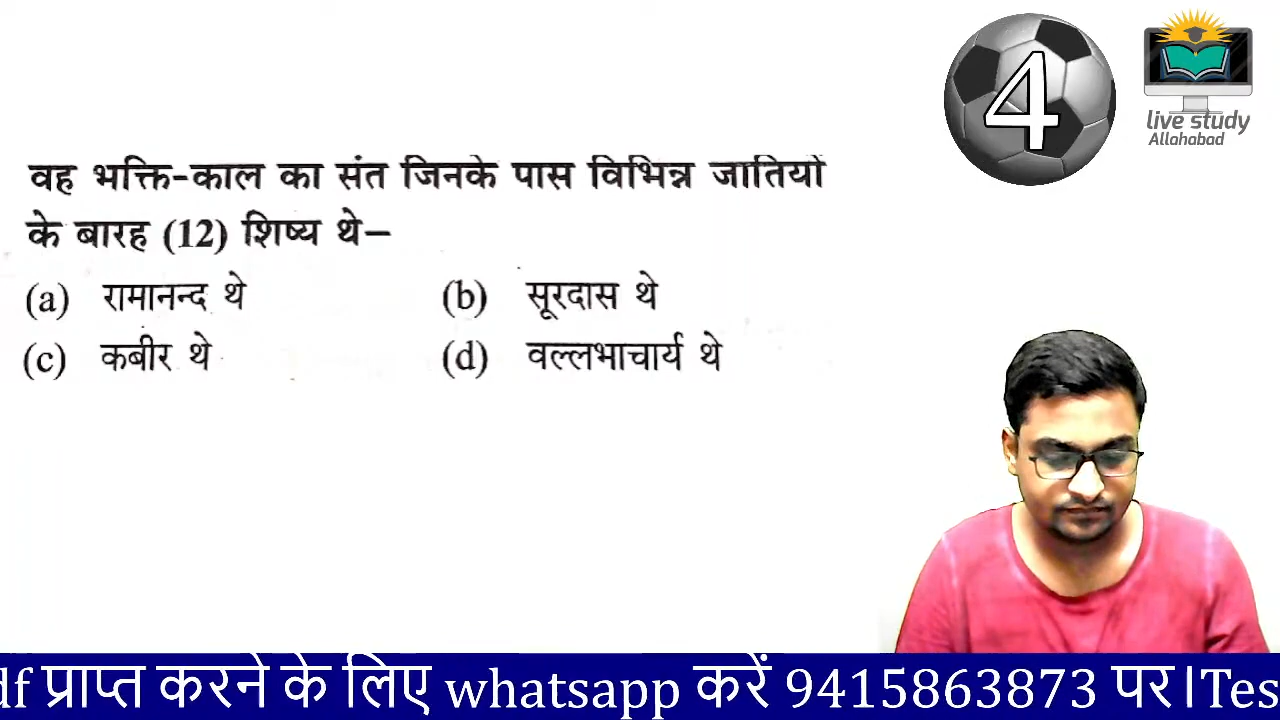 4
live study
Allahabad
वह भक्ति-काल का संत जिनके पास विभिन्न जातियों
के बारह (12) शिष्य थे–
(a) रामानन्द थे (b) सूरदास थे
(c) कबीर थे (d) वल्लभाचार्य थे
df प्राप्त करने के लिए whatsapp करें 9415863873 पर।Tes